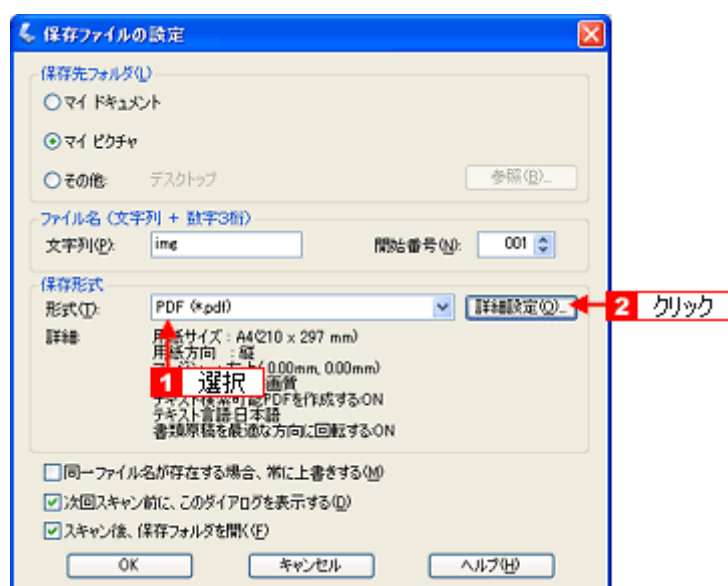 保存ファイルの設定
保存先フォルダ(L)
マイ ドキュメント
マイ ピクチャ
その他: デスクトップ 参照(B)...
ファイル名 (文字列 + 数字3桁)
文字列(P): img 開始番号(N): 001
保存形式
形式(T): PDF (*.pdf) 詳細設定(O)... 2 クリック
詳細: 用紙サイズ : A4(210 x 297 mm)
用紙方向 : 縦
0.00mm, 0.00mm)
1 選択 画質
PDFを作成する:ON
テキスト言語:日本語
書類原稿を最適な方向に回転する:ON
同一ファイル名が存在する場合、常に上書きする(M)
次回スキャン前に、このダイアログを表示する(D)
スキャン後、保存フォルダを開く(F)
OK キャンセル ヘルプ(H)